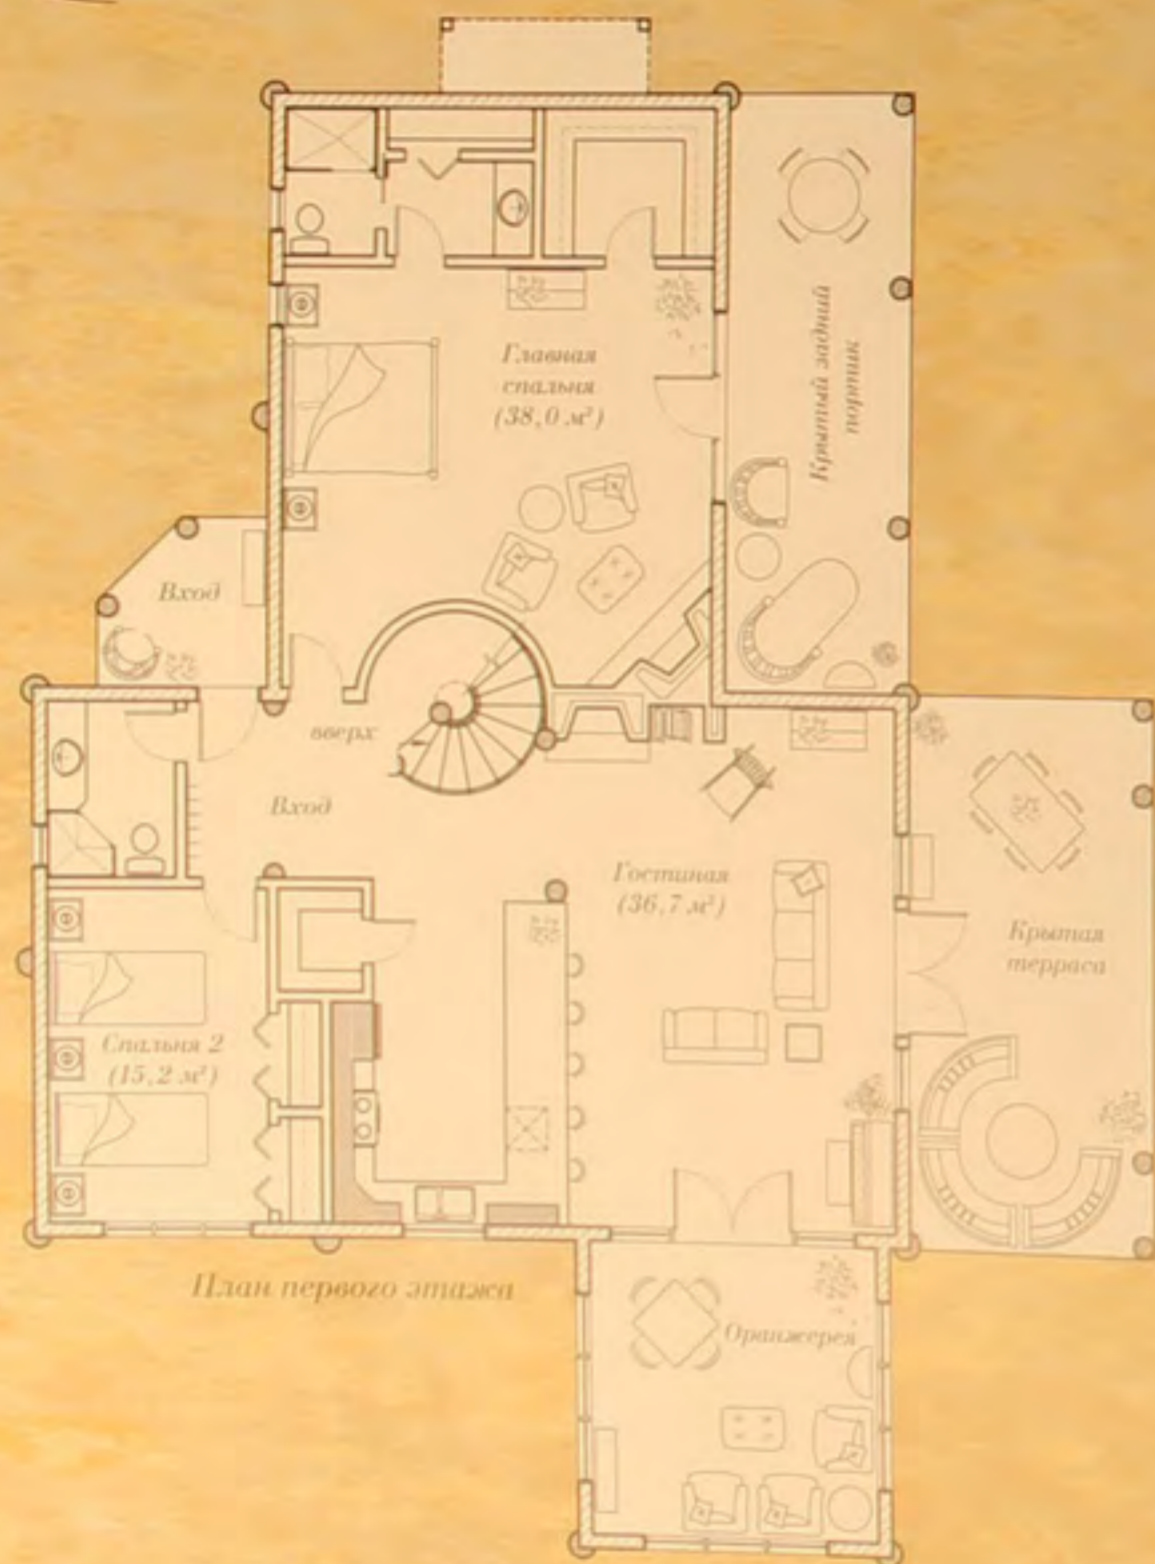 Главная
спальня
(38,0 м²)
Крытый задний
портик
Вход
вверх
Вход
Гостиная
(36,7 м²)
Крытая
терраса
Спальня 2
(15,2 м²)
План первого этажа
Оранжерея